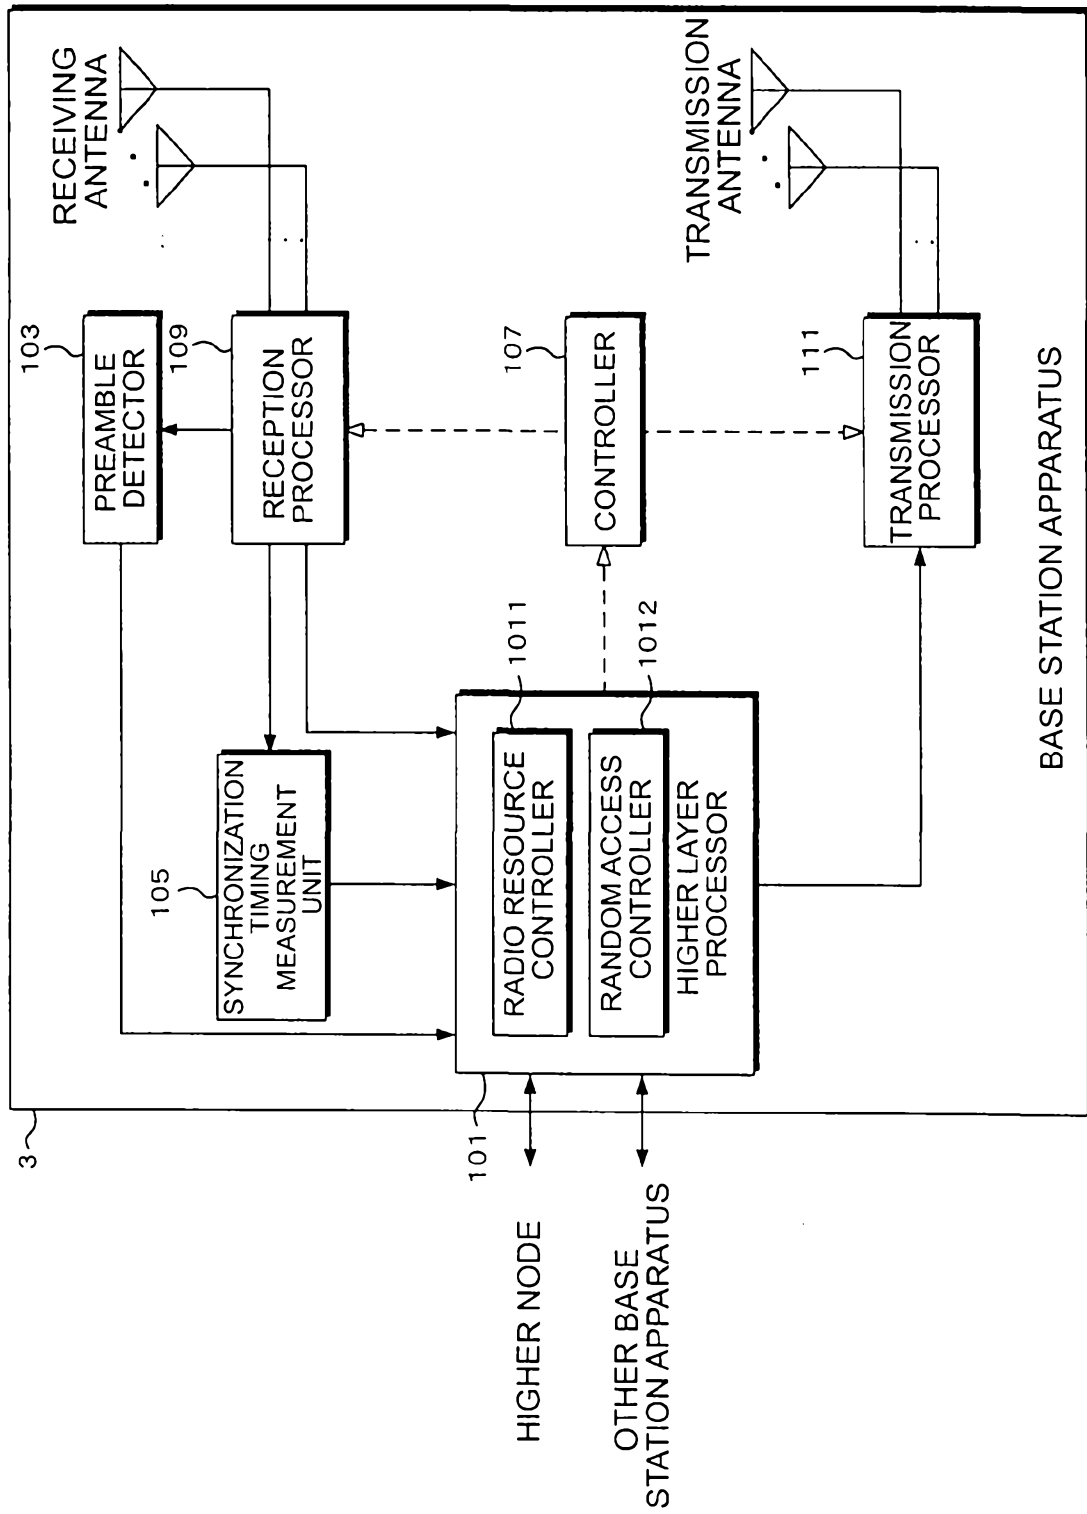 3
HIGHER NODE
OTHER BASE
STATION APPARATUS
101
105
SYNCHRONIZATION
TIMING
MEASUREMENT
UNIT
RADIO RESOURCE
CONTROLLER
1011
RANDOM ACCESS
CONTROLLER
1012
HIGHER LAYER
PROCESSOR
103
PREAMBLE
DETECTOR
109
RECEPTION
PROCESSOR
107
CONTROLLER
111
TRANSMISSION
PROCESSOR
RECEIVING
ANTENNA
TRANSMISSION
ANTENNA
BASE STATION APPARATUS